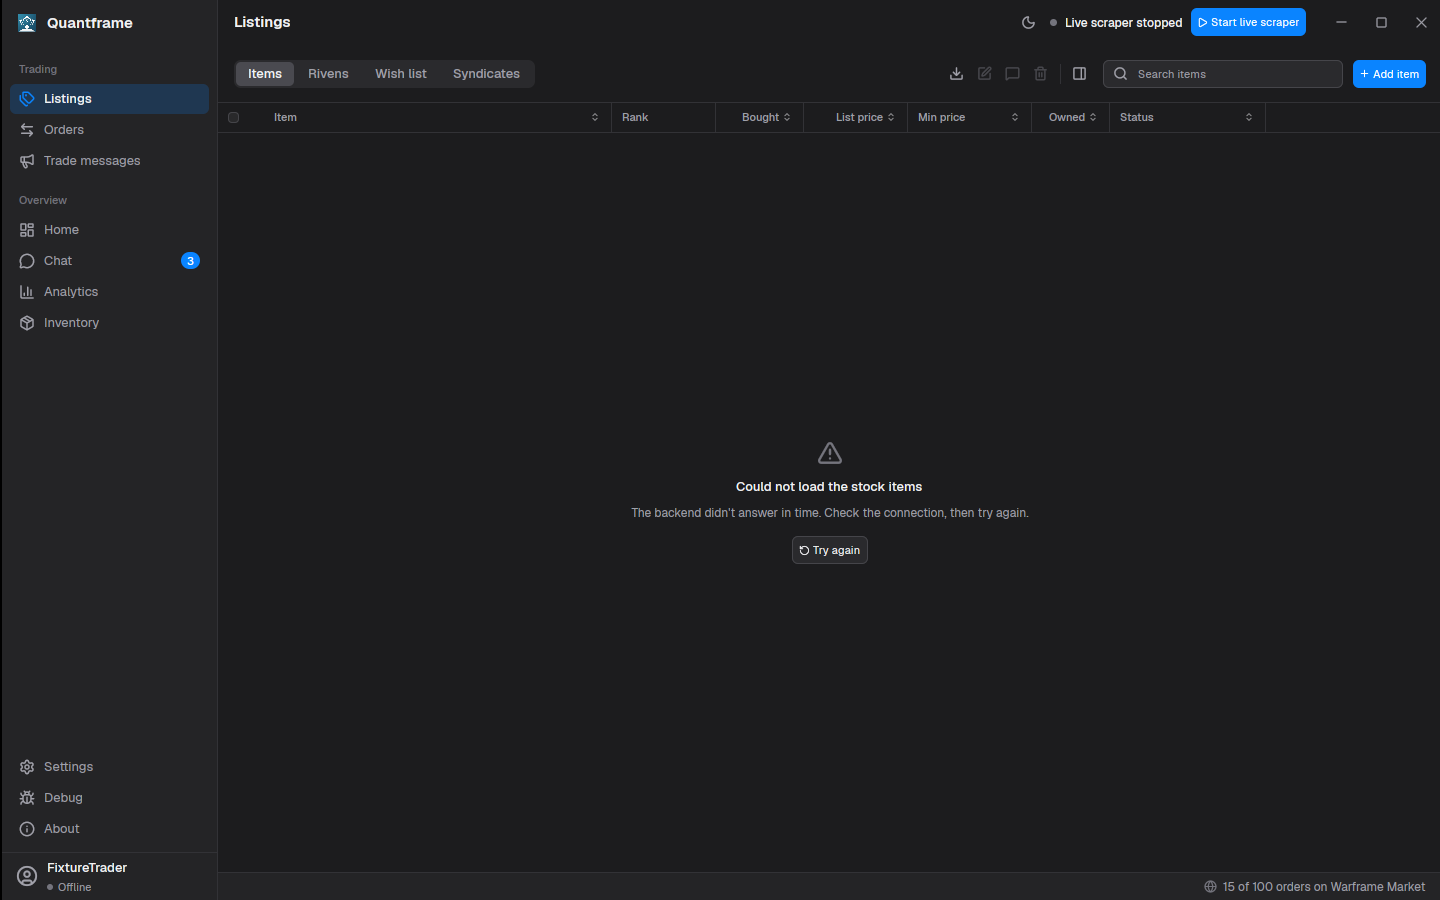 Quantframe
Listings
Live scraper stopped
Start live scraper
Trading
Listings
Orders
Trade messages
Overview
Home
Chat
3
Analytics
Inventory
Items
Rivens
Wish list
Syndicates
Search items
Add item
Item
Rank
Bought
List price
Min price
Owned
Status
Could not load the stock items
The backend didn't answer in time. Check the connection, then try again.
Try again
Settings
Debug
About
FixtureTrader
Offline
15 of 100 orders on Warframe Market